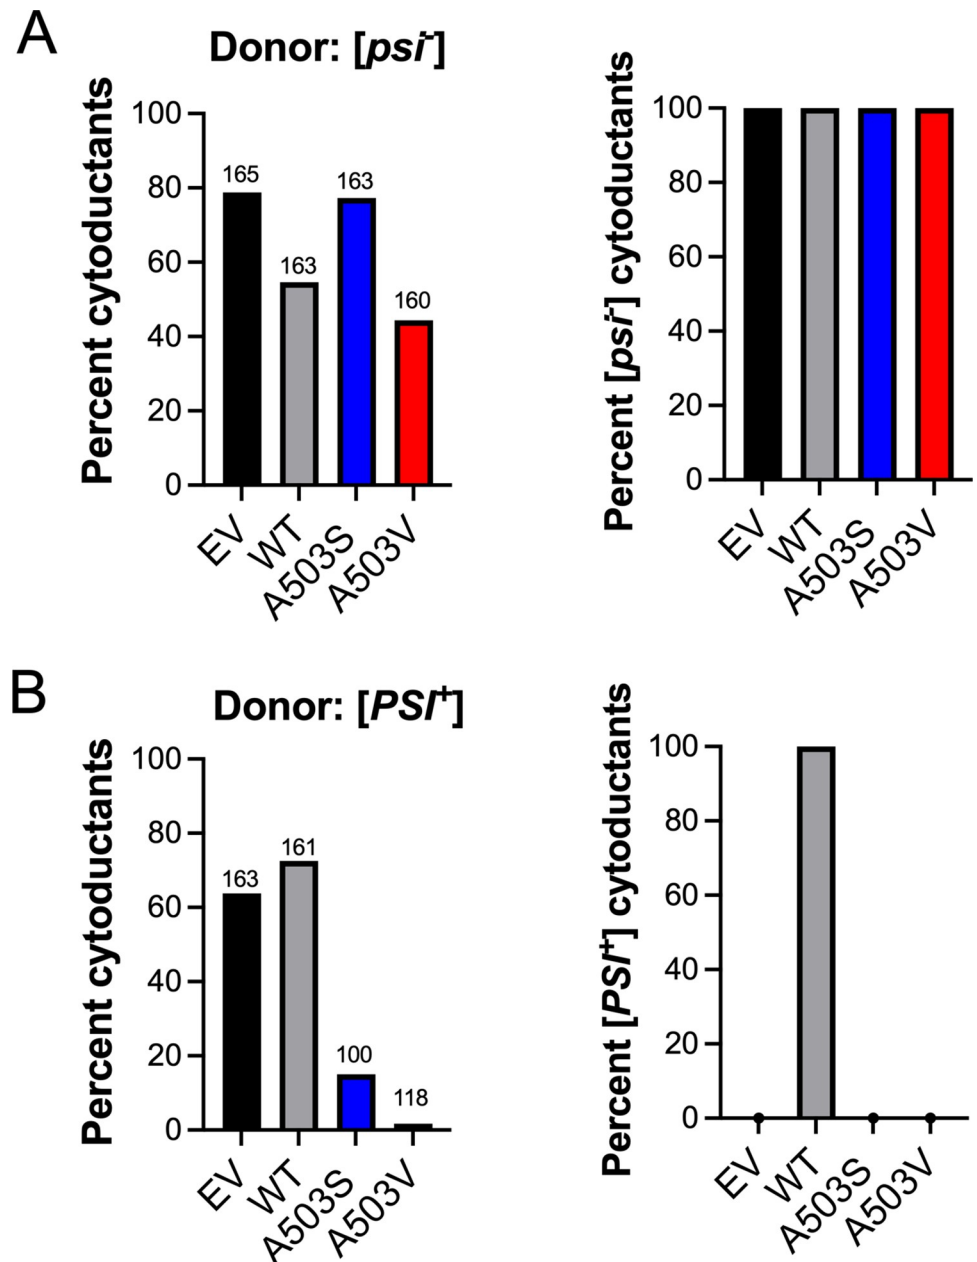 A
Donor: [psi-]
Percent cytoductants
100
80
60
40
20
0
165
163
163
160
EV
WT
A503S
A503V
Percent [psi-] cytoductants
100
80
60
40
20
0
EV
WT
A503S
A503V
B
Donor: [PSI+]
Percent cytoductants
100
80
60
40
20
0
163
161
100
118
EV
WT
A503S
A503V
Percent [PSI+] cytoductants
100
80
60
40
20
0
EV
WT
A503S
A503V